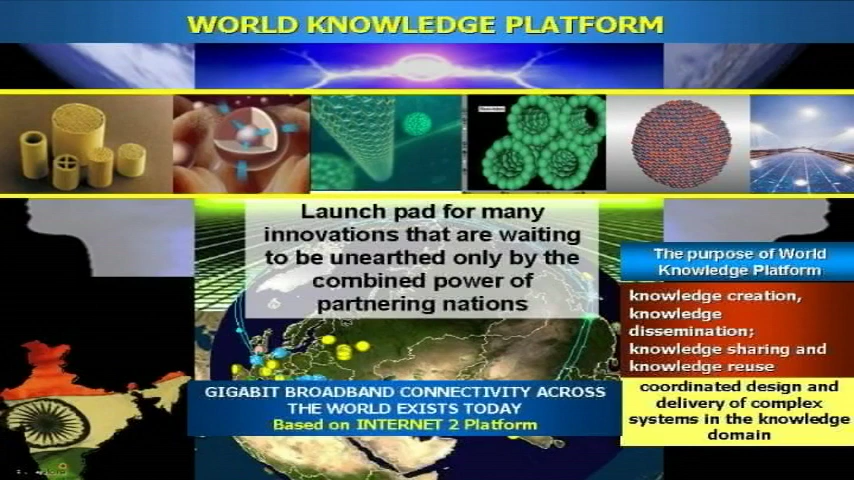 WORLD KNOWLEDGE PLATFORM
Launch pad for many
innovations that are waiting
to be unearthed only by the
combined power of
partnering nations
The purpose of World
Knowledge Platform
knowledge creation,
knowledge
dissemination;
knowledge sharing and
knowledge reuse
coordinated design and
delivery of complex
systems in the knowledge
domain
GIGABIT BROADBAND CONNECTIVITY ACROSS
THE WORLD EXISTS TODAY
Based on INTERNET 2 Platform